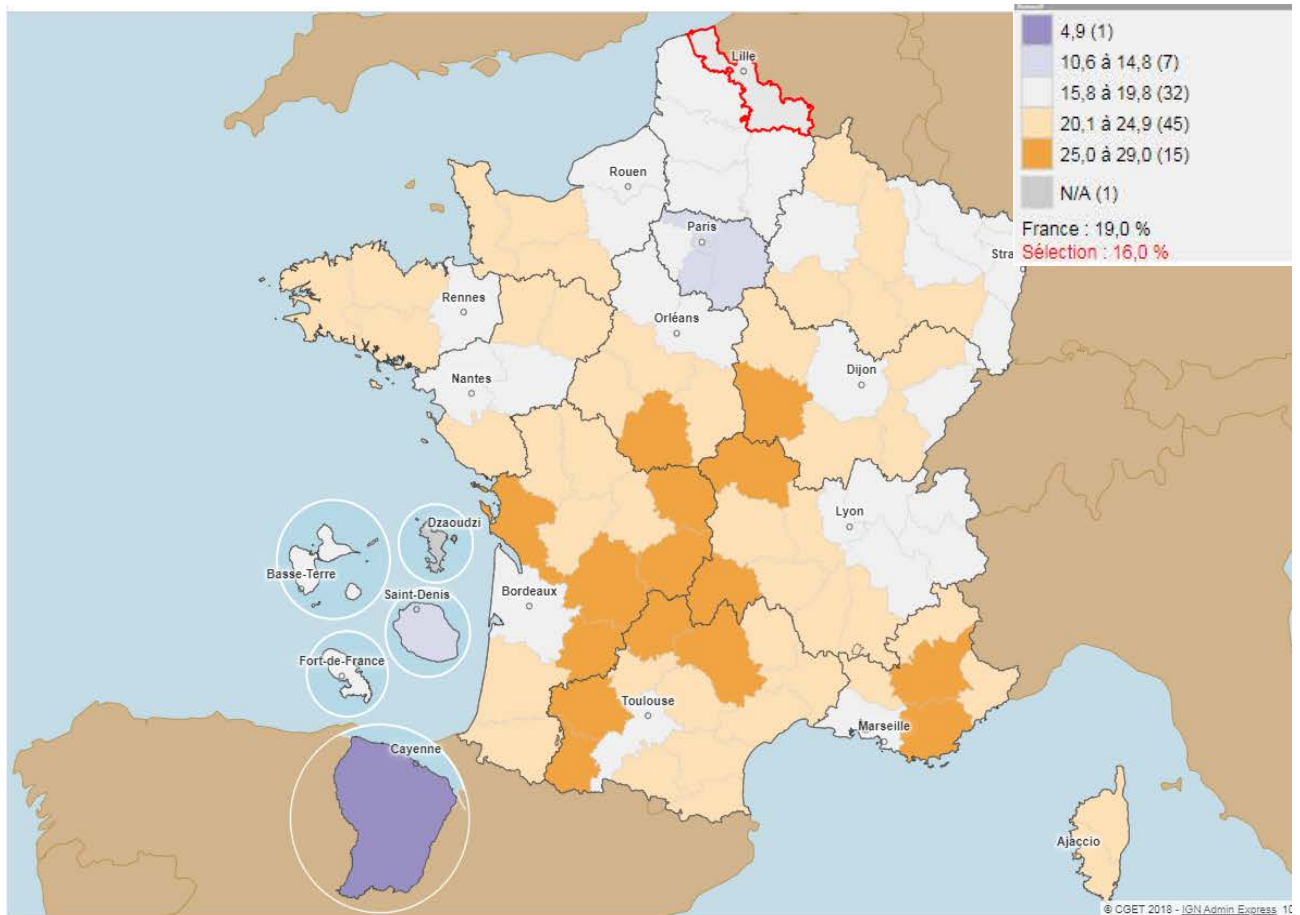 4,9 (1)
10,6 à 14,8 (7)
15,8 à 19,8 (32)
20,1 à 24,9 (45)
25,0 à 29,0 (15)
N/A (1)
France : 19,0 %
Sélection : 16,0 %
Lille
Rouen
Paris
Stra
Rennes
Orléans
Nantes
Dijon
Lyon
Dzaoudzi
Basse-Terre
Saint-Denis
Bordeaux
Fort-de-France
Toulouse
Marseille
Cayenne
Ajaccio
© CGET 2018 - IGN Admin Express 10